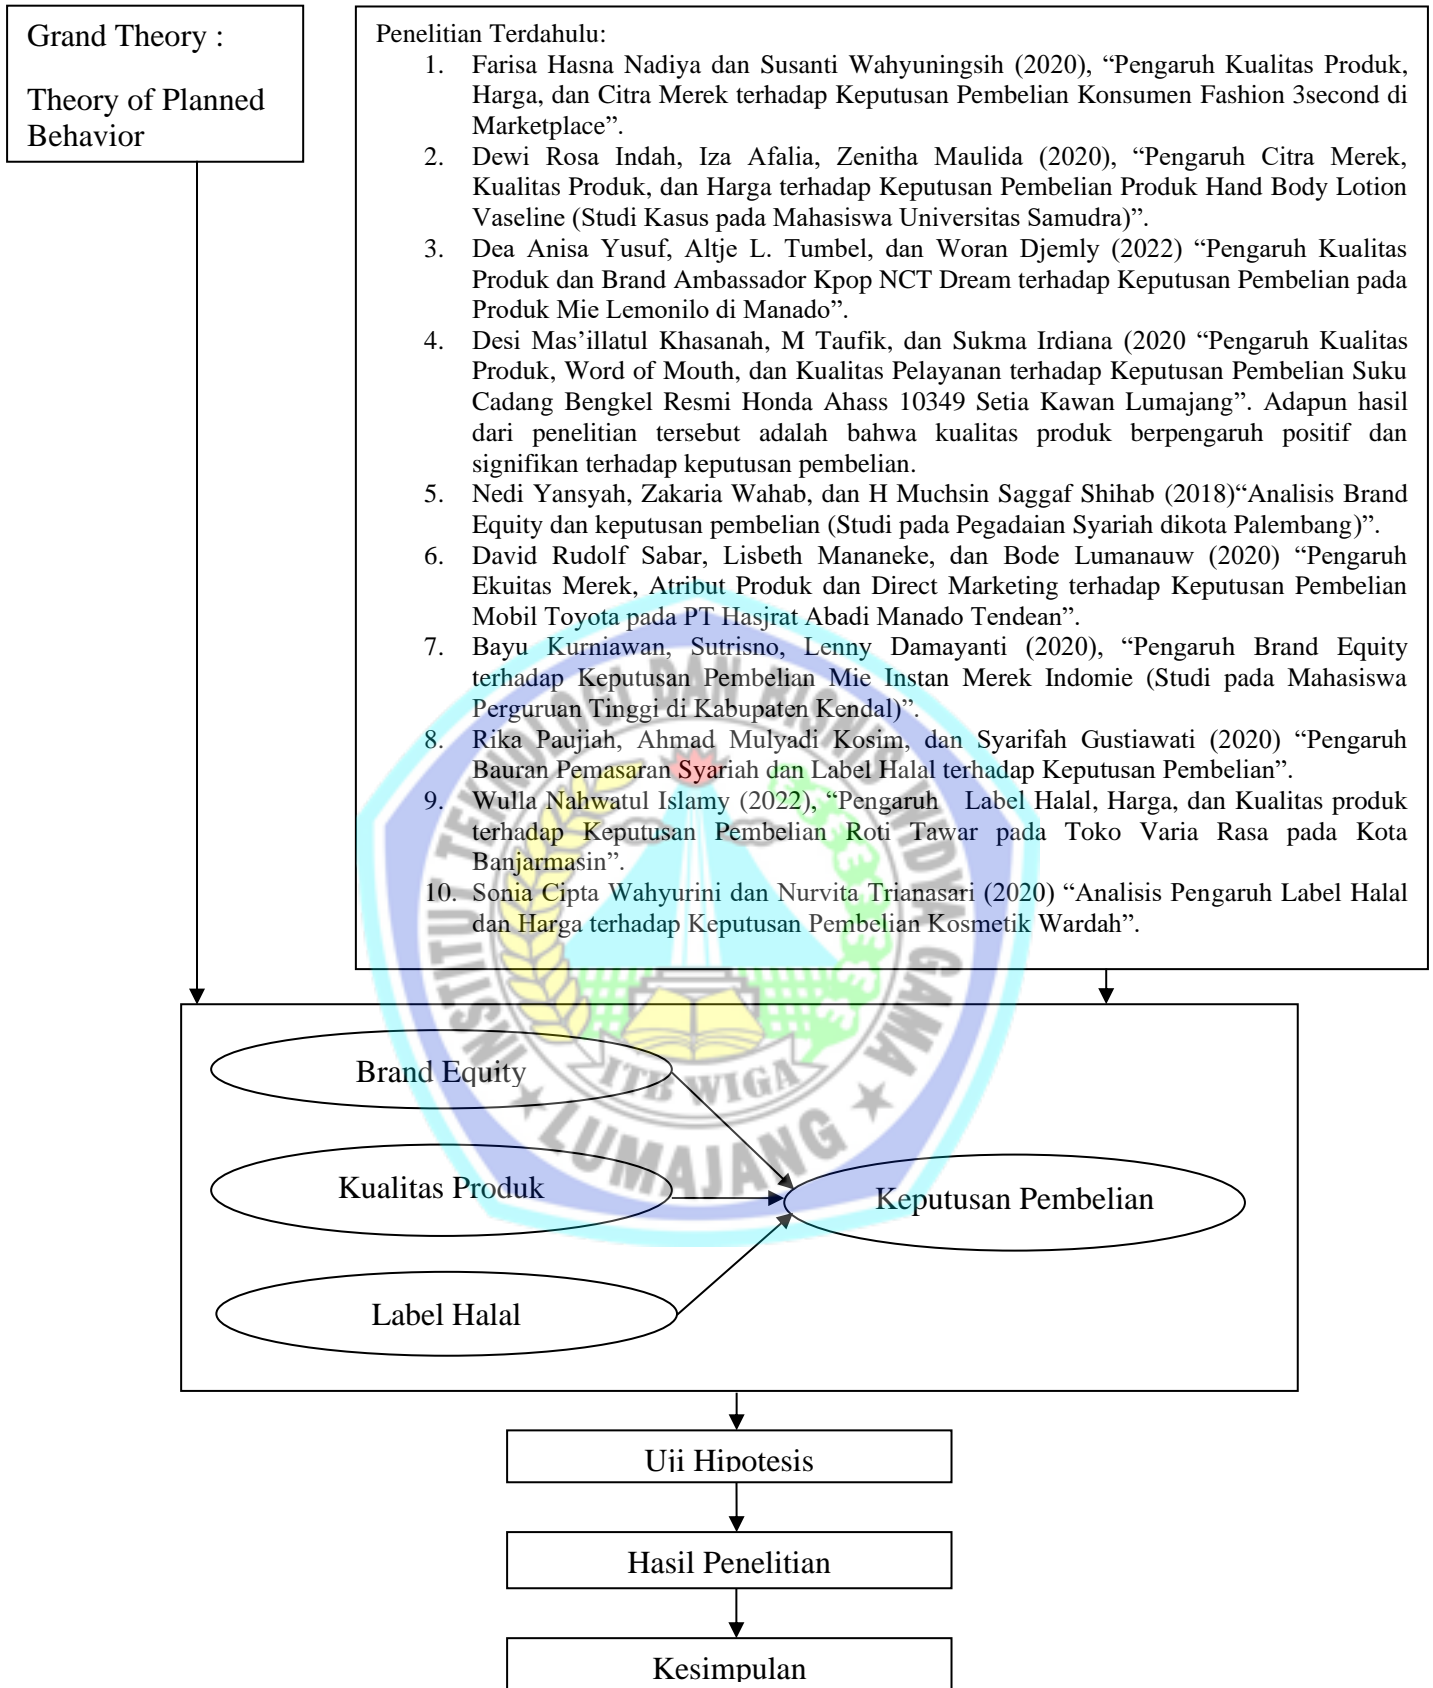 Grand Theory :
Theory of Planned
Behavior
Penelitian Terdahulu:
1. Farisa Hasna Nadiya dan Susanti Wahyuningsih (2020), “Pengaruh Kualitas Produk,
Harga, dan Citra Merek terhadap Keputusan Pembelian Konsumen Fashion 3second di
Marketplace”.
2. Dewi Rosa Indah, Iza Afalia, Zenitha Maulida (2020), “Pengaruh Citra Merek,
Kualitas Produk, dan Harga terhadap Keputusan Pembelian Produk Hand Body Lotion
Vaseline (Studi Kasus pada Mahasiswa Universitas Samudra)”.
3. Dea Anisa Yusuf, Altje L. Tumbel, dan Woran Djemly (2022) “Pengaruh Kualitas
Produk dan Brand Ambassador Kpop NCT Dream terhadap Keputusan Pembelian pada
Produk Mie Lemonilo di Manado”.
4. Desi Mas’illatul Khasanah, M Taufik, dan Sukma Irdiana (2020 “Pengaruh Kualitas
Produk, Word of Mouth, dan Kualitas Pelayanan terhadap Keputusan Pembelian Suku
Cadang Bengkel Resmi Honda Ahass 10349 Setia Kawan Lumajang”. Adapun hasil
dari penelitian tersebut adalah bahwa kualitas produk berpengaruh positif dan
signifikan terhadap keputusan pembelian.
5. Nedi Yansyah, Zakaria Wahab, dan H Muchsin Saggaf Shihab (2018)“Analisis Brand
Equity dan keputusan pembelian (Studi pada Pegadaian Syariah dikota Palembang)”.
6. David Rudolf Sabar, Lisbeth Mananeke, dan Bode Lumanauw (2020) “Pengaruh
Ekuitas Merek, Atribut Produk dan Direct Marketing terhadap Keputusan Pembelian
Mobil Toyota pada PT Hasjrat Abadi Manado Tendean”.
7. Bayu Kurniawan, Sutrisno, Lenny Damayanti (2020), “Pengaruh Brand Equity
terhadap Keputusan Pembelian Mie Instan Merek Indomie (Studi pada Mahasiswa
Perguruan Tinggi di Kabupaten Kendal)”.
8. Rika Paujiah, Ahmad Mulyadi Kosim, dan Syarifah Gustiawati (2020) “Pengaruh
Bauran Pemasaran Syariah dan Label Halal terhadap Keputusan Pembelian”.
9. Wulla Nahwatul Islamy (2022), “Pengaruh Label Halal, Harga, dan Kualitas produk
terhadap Keputusan Pembelian Roti Tawar pada Toko Varia Rasa pada Kota
Banjarmasin”.
10. Sonia Cipta Wahyurini dan Nurvita Trianasari (2020) “Analisis Pengaruh Label Halal
dan Harga terhadap Keputusan Pembelian Kosmetik Wardah”.
INSTITUT TEKNOLOGI DAN BISNIS WIDYA GAMA
ITB WIGA
★ LUMAJANG ★
Brand Equity
Kualitas Produk
Keputusan Pembelian
Label Halal
Uji Hipotesis
Hasil Penelitian
Kesimpulan